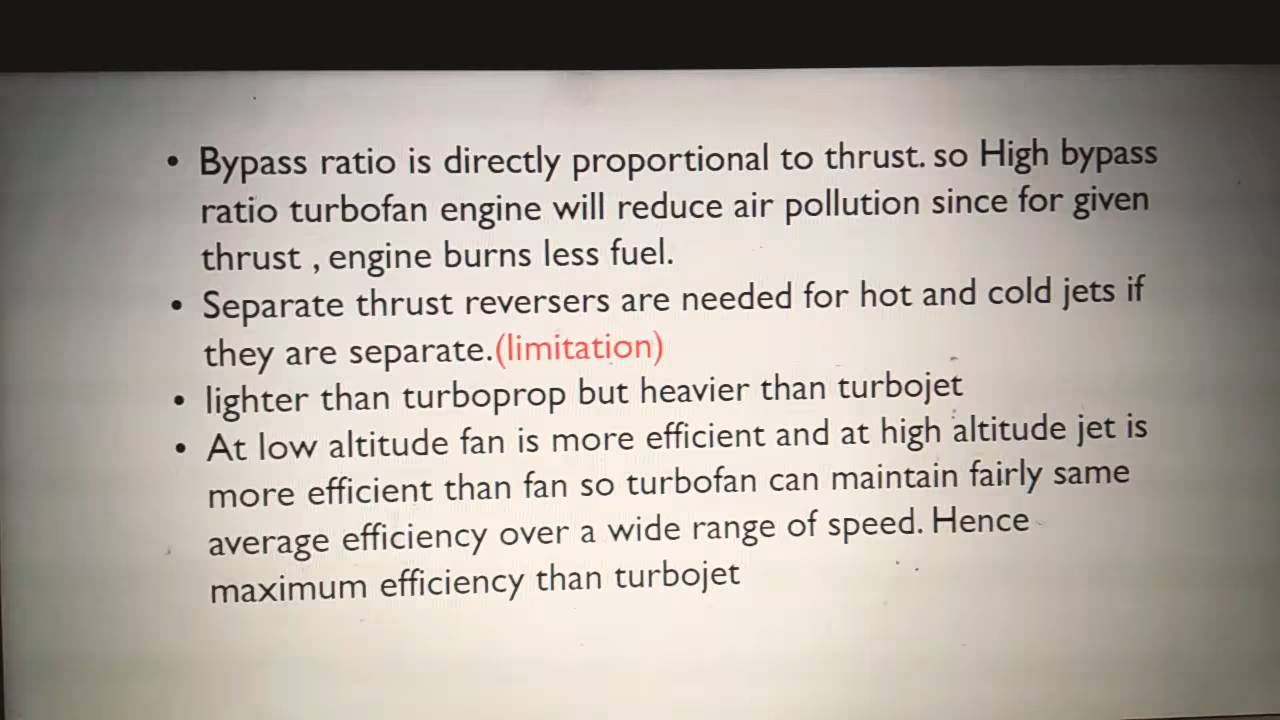 • Bypass ratio is directly proportional to thrust. so High bypass
ratio turbofan engine will reduce air pollution since for given
thrust , engine burns less fuel.
• Separate thrust reversers are needed for hot and cold jets if
they are separate.(limitation)
• lighter than turboprop but heavier than turbojet
• At low altitude fan is more efficient and at high altitude jet is
more efficient than fan so turbofan can maintain fairly same
average efficiency over a wide range of speed. Hence
maximum efficiency than turbojet